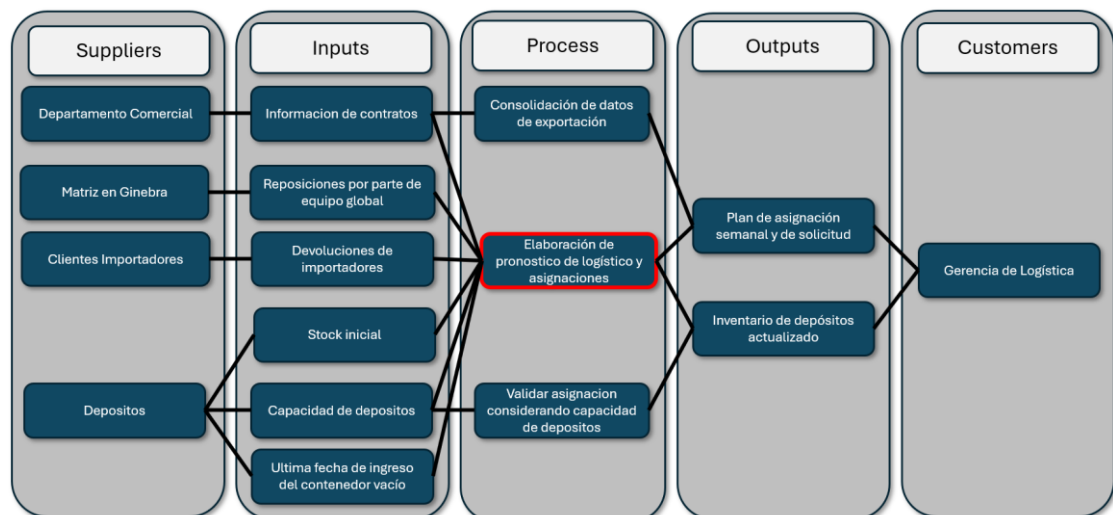 Suppliers
Inputs
Process
Outputs
Customers
Departamento Comercial
Informacion de contratos
Consolidación de datos
de exportación
Matriz en Ginebra
Reposiciones por parte de
equipo global
Plan de asignación
semanal y de solicitud
Clientes Importadores
Devoluciones de
importadores
Elaboración de
pronostico de logístico y
asignaciones
Gerencia de Logística
Stock inicial
Inventario de depósitos
actualizado
Depositos
Capacidad de depositos
Validar asignacion
considerando capacidad
de depositos
Ultima fecha de ingreso
del contenedor vacío